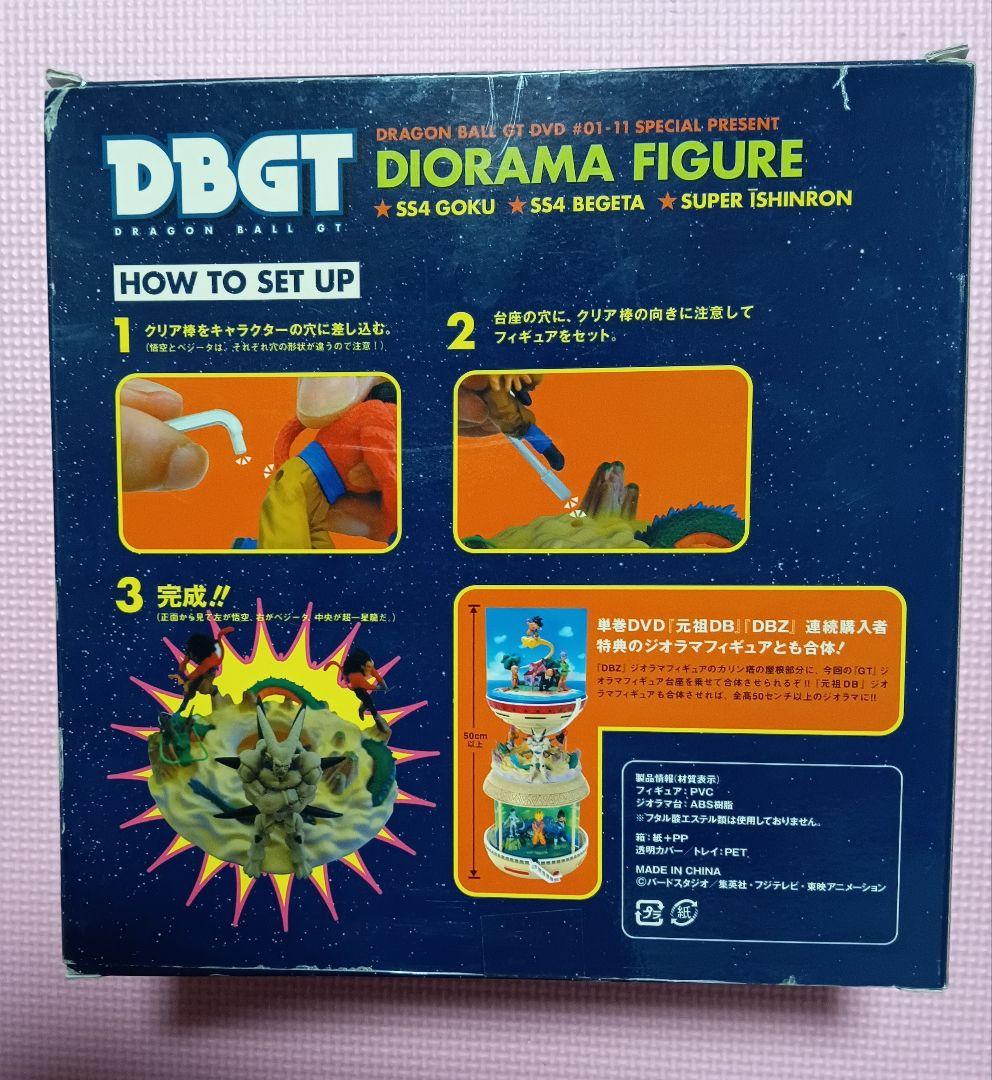 DBGT
DRAGON BALL GT
DRAGON BALL GT DVD #01-11 SPECIAL PRESENT
DIORAMA FIGURE
★SS4 GOKU ★SS4 BEGETA ★SUPER ĪSHINRON
HOW TO SET UP
1 クリア棒をキャラクターの穴に差し込む。
(悟空とベジータは、それぞれ穴の形状が違うので注意!)
2 台座の穴に、クリア棒の向きに注意して
フィギュアをセット。
3 完成!!
(正面から見て左が悟空、右がベジータ、中央が超一星龍だ。)
50cm
以上
単巻DVD『元祖DB』『DBZ』連続購入者
特典のジオラマフィギュアとも合体!
『DBZ』ジオラマフィギュアのカリン塔の屋根部分に、今回の『GT』ジ
オラマフィギュア台座を乗せて合体させられるぞ!!『元祖DB』ジオ
ラマフィギュアも合体させれば、全高50センチ以上のジオラマに!!
製品情報(材質表示)
フィギュア:PVC
ジオラマ台:ABS樹脂
※フタル酸エステル類は使用しておりません。
箱:紙+PP
透明カバー/トレイ:PET
MADE IN CHINA
©バードスタジオ/集英社・フジテレビ・東映アニメーション
プラ 紙